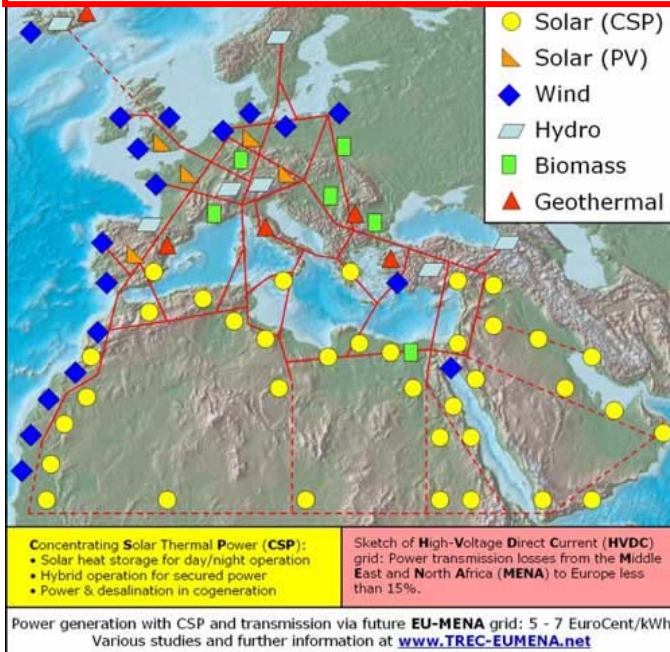 Solar (CSP)
Solar (PV)
Wind
Hydro
Biomass
Geothermal
Concentrating Solar Thermal Power (CSP):
• Solar heat storage for day/night operation
• Hybrid operation for secured power
• Power & desalination in cogeneration
Sketch of High-Voltage Direct Current (HVDC)
grid: Power transmission losses from the Middle
East and North Africa (MENA) to Europe less
than 15%.
Power generation with CSP and transmission via future EU-MENA grid: 5 - 7 EuroCent/kWh
Various studies and further information at www.TREC-EUMENA.net